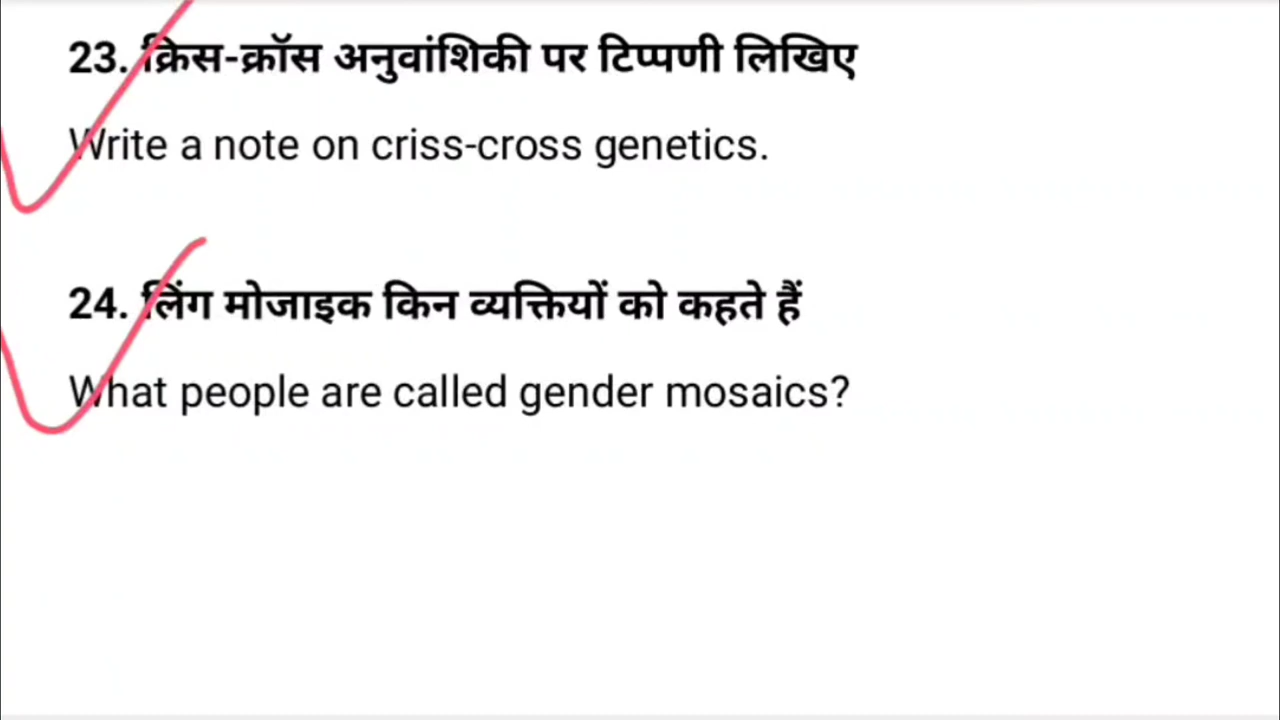 23. क्रिस-क्रॉस अनुवांशिकी पर टिप्पणी लिखिए
Write a note on criss-cross genetics.
24. लिंग मोजाइक किन व्यक्तियों को कहते हैं
What people are called gender mosaics?